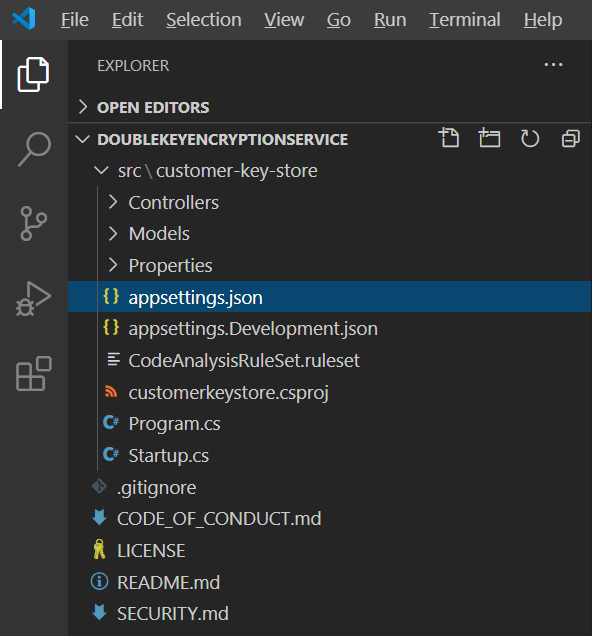 File Edit Selection View Go Run Terminal Help
EXPLORER
OPEN EDITORS
DOUBLEKEYENCRYPTIONSERVICE
src\customer-key-store
Controllers
Models
Properties
{} appsettings.json
{} appsettings.Development.json
CodeAnalysisRuleSet.ruleset
customerkeystore.csproj
C# Program.cs
C# Startup.cs
.gitignore
CODE_OF_CONDUCT.md
LICENSE
README.md
SECURITY.md